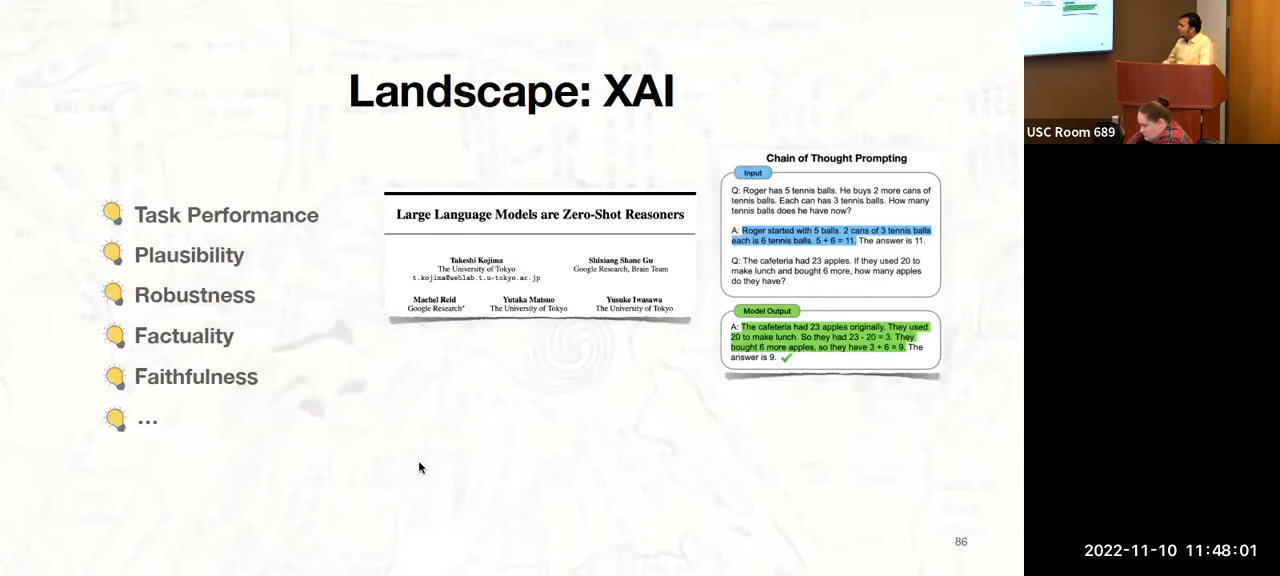 Landscape: XAI
Task Performance
Plausibility
Robustness
Factuality
Faithfulness
...
Large Language Models are Zero-Shot Reasoners
Takeshi Kojima
The University of Tokyo
t.kojima@weblab.t.u-tokyo.ac.jp
Shixiang Shane Gu
Google Research, Brain Team
Machel Reid
Google Research*
Yutaka Matsuo
The University of Tokyo
Yusuke Iwasawa
The University of Tokyo
Chain of Thought Prompting
Input
Q: Roger has 5 tennis balls. He buys 2 more cans of
tennis balls. Each can has 3 tennis balls. How many
tennis balls does he have now?
A: Roger started with 5 balls. 2 cans of 3 tennis balls
each is 6 tennis balls. 5 + 6 = 11. The answer is 11.
Q: The cafeteria had 23 apples. If they used 20 to
make lunch and bought 6 more, how many apples
do they have?
Model Output
A: The cafeteria had 23 apples originally. They used
20 to make lunch. So they had 23 - 20 = 3. They
bought 6 more apples, so they have 3 + 6 = 9. The
answer is 9.
86
USC Room 689
2022-11-10 11:48:01